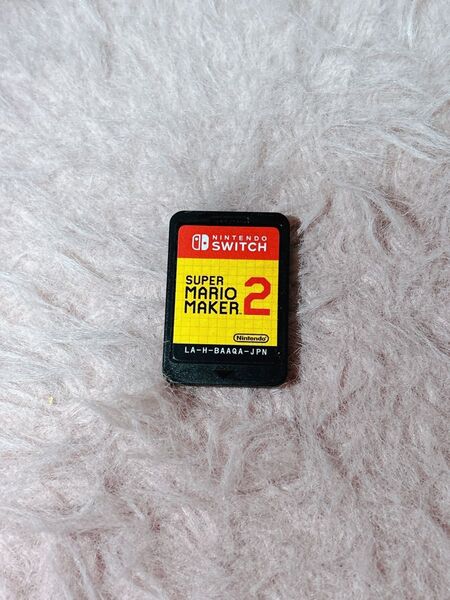 NINTENDO
SWITCH
SUPER
MARIO
MAKER 2
Nintendo
LA-H-BAAQA-JPN